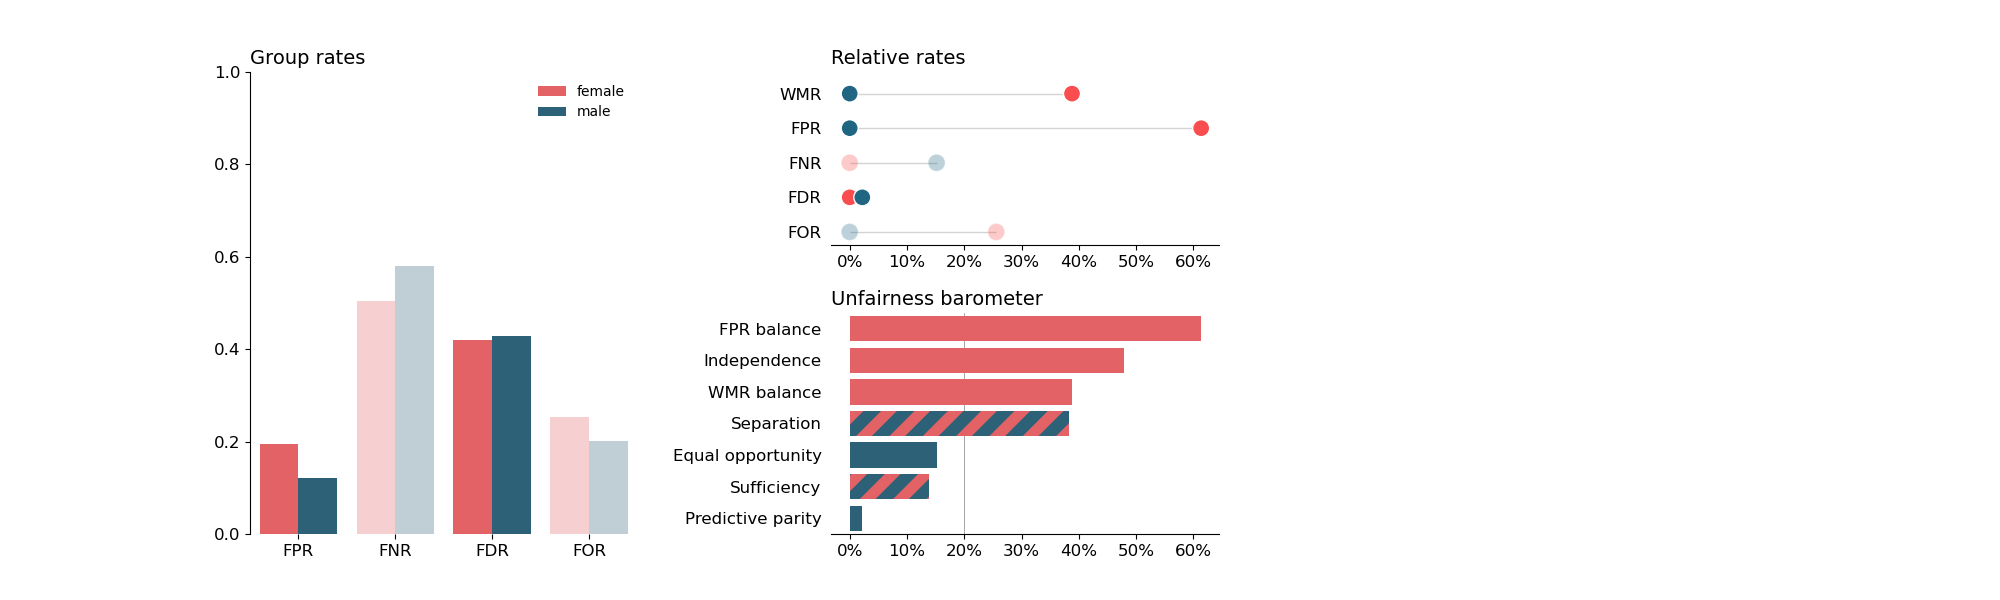 Group rates
1.0
0.8
0.6
0.4
0.2
0.0
female
male
FPR
FNR
FDR
FOR
Relative rates
WMR
FPR
FNR
FDR
FOR
0% 10% 20% 30% 40% 50% 60%
Unfairness barometer
FPR balance
Independence
WMR balance
Separation
Equal opportunity
Sufficiency
Predictive parity
0% 10% 20% 30% 40% 50% 60%